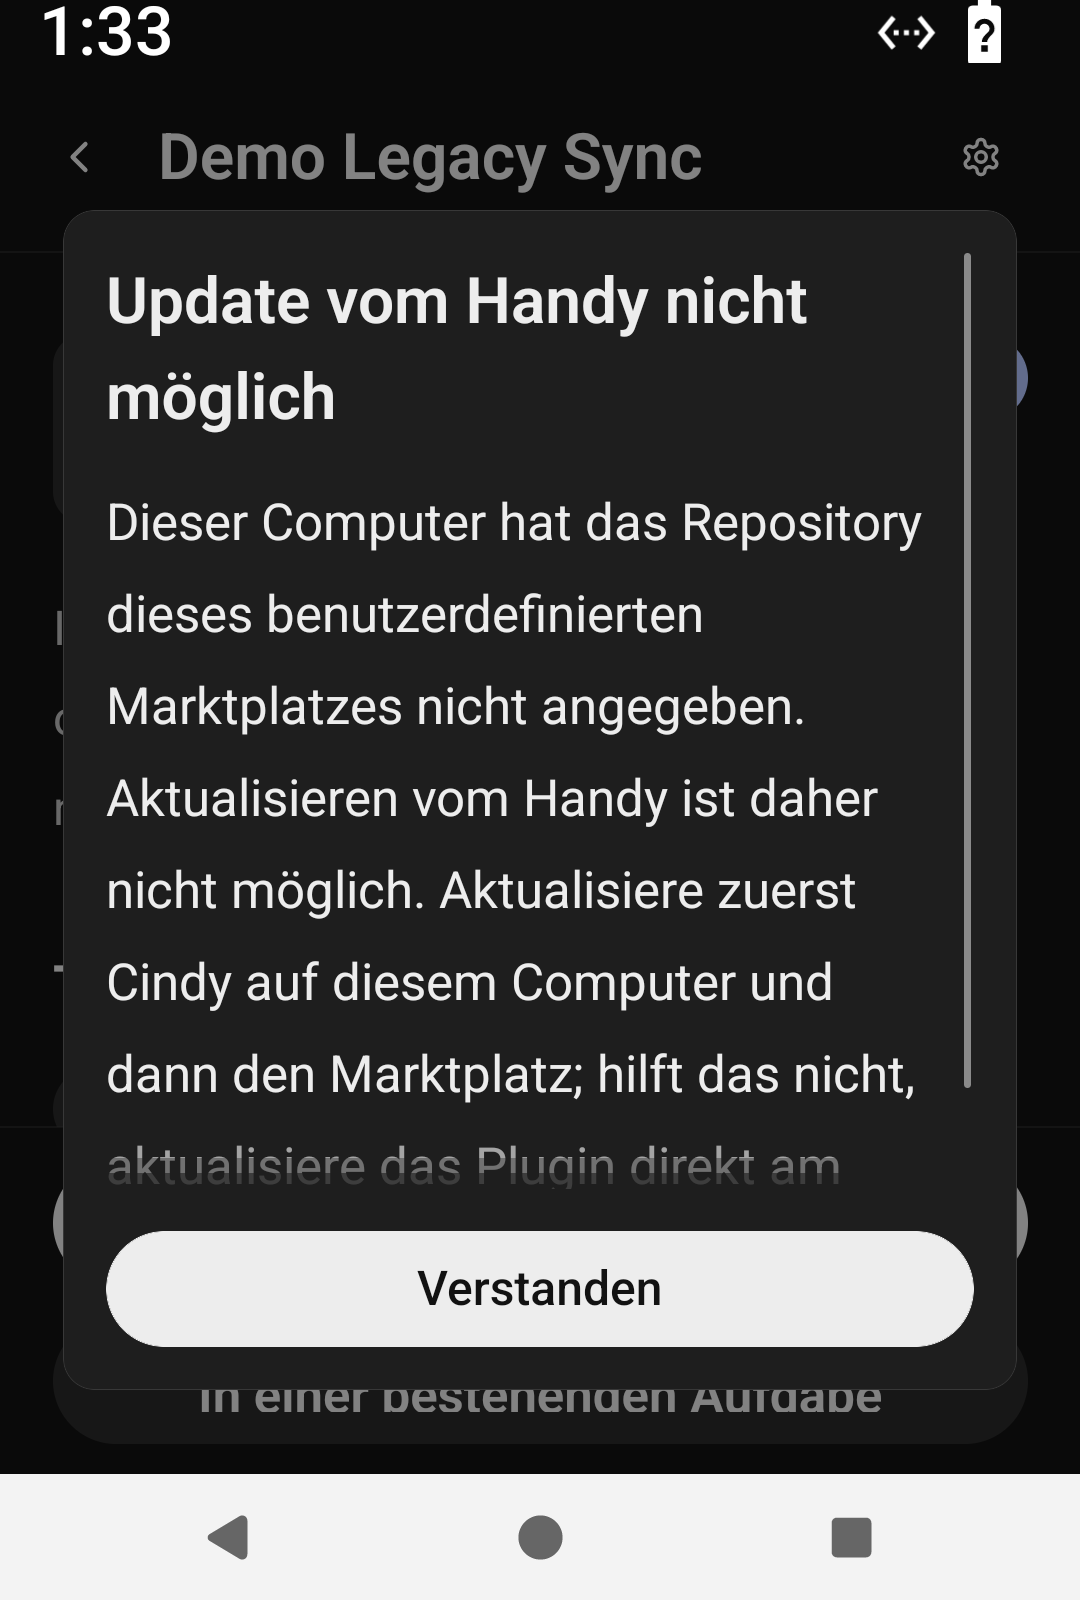 1:33
Demo Legacy Sync
Update vom Handy nicht
möglich
Dieser Computer hat das Repository
dieses benutzerdefinierten
Marktplatzes nicht angegeben.
Aktualisieren vom Handy ist daher
nicht möglich. Aktualisiere zuerst
Cindy auf diesem Computer und
dann den Marktplatz; hilft das nicht,
aktualisiere das Plugin direkt am
Verstanden
In einer bestehenden Aufgabe